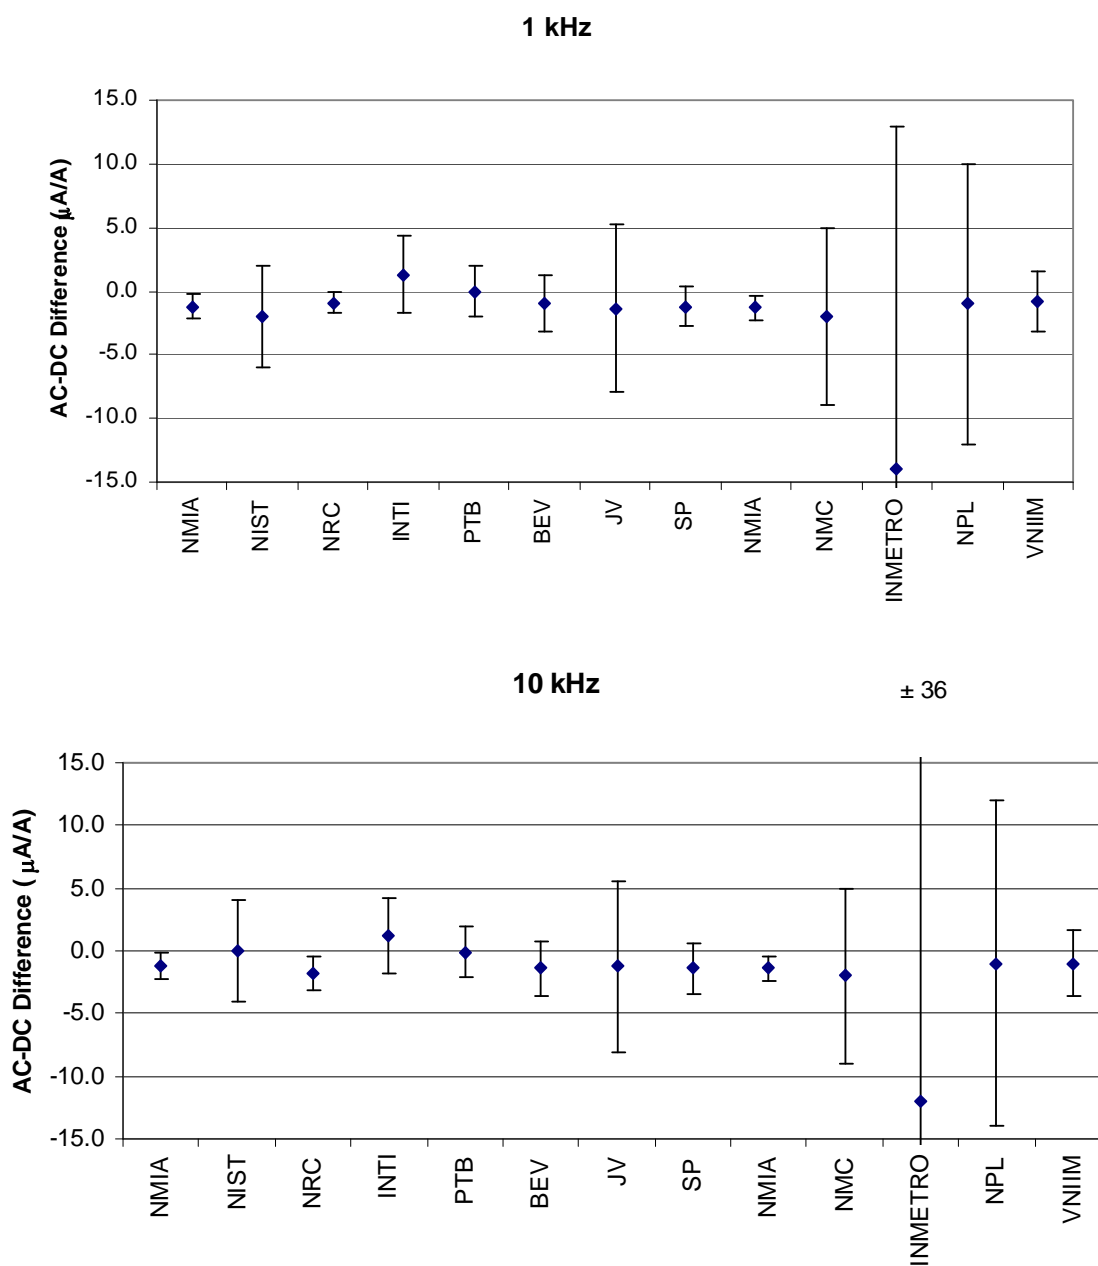 1 kHz
AC-DC Difference (μA/A)
15.0
10.0
5.0
0.0
-5.0
-10.0
-15.0
NMIA
NIST
NRC
INTI
PTB
BEV
JV
SP
NMIA
NMC
INMETRO
NPL
VNIIM
10 kHz
± 36
AC-DC Difference ( μA/A)
15.0
10.0
5.0
0.0
-5.0
-10.0
-15.0
NMIA
NIST
NRC
INTI
PTB
BEV
JV
SP
NMIA
NMC
INMETRO
NPL
VNIIM